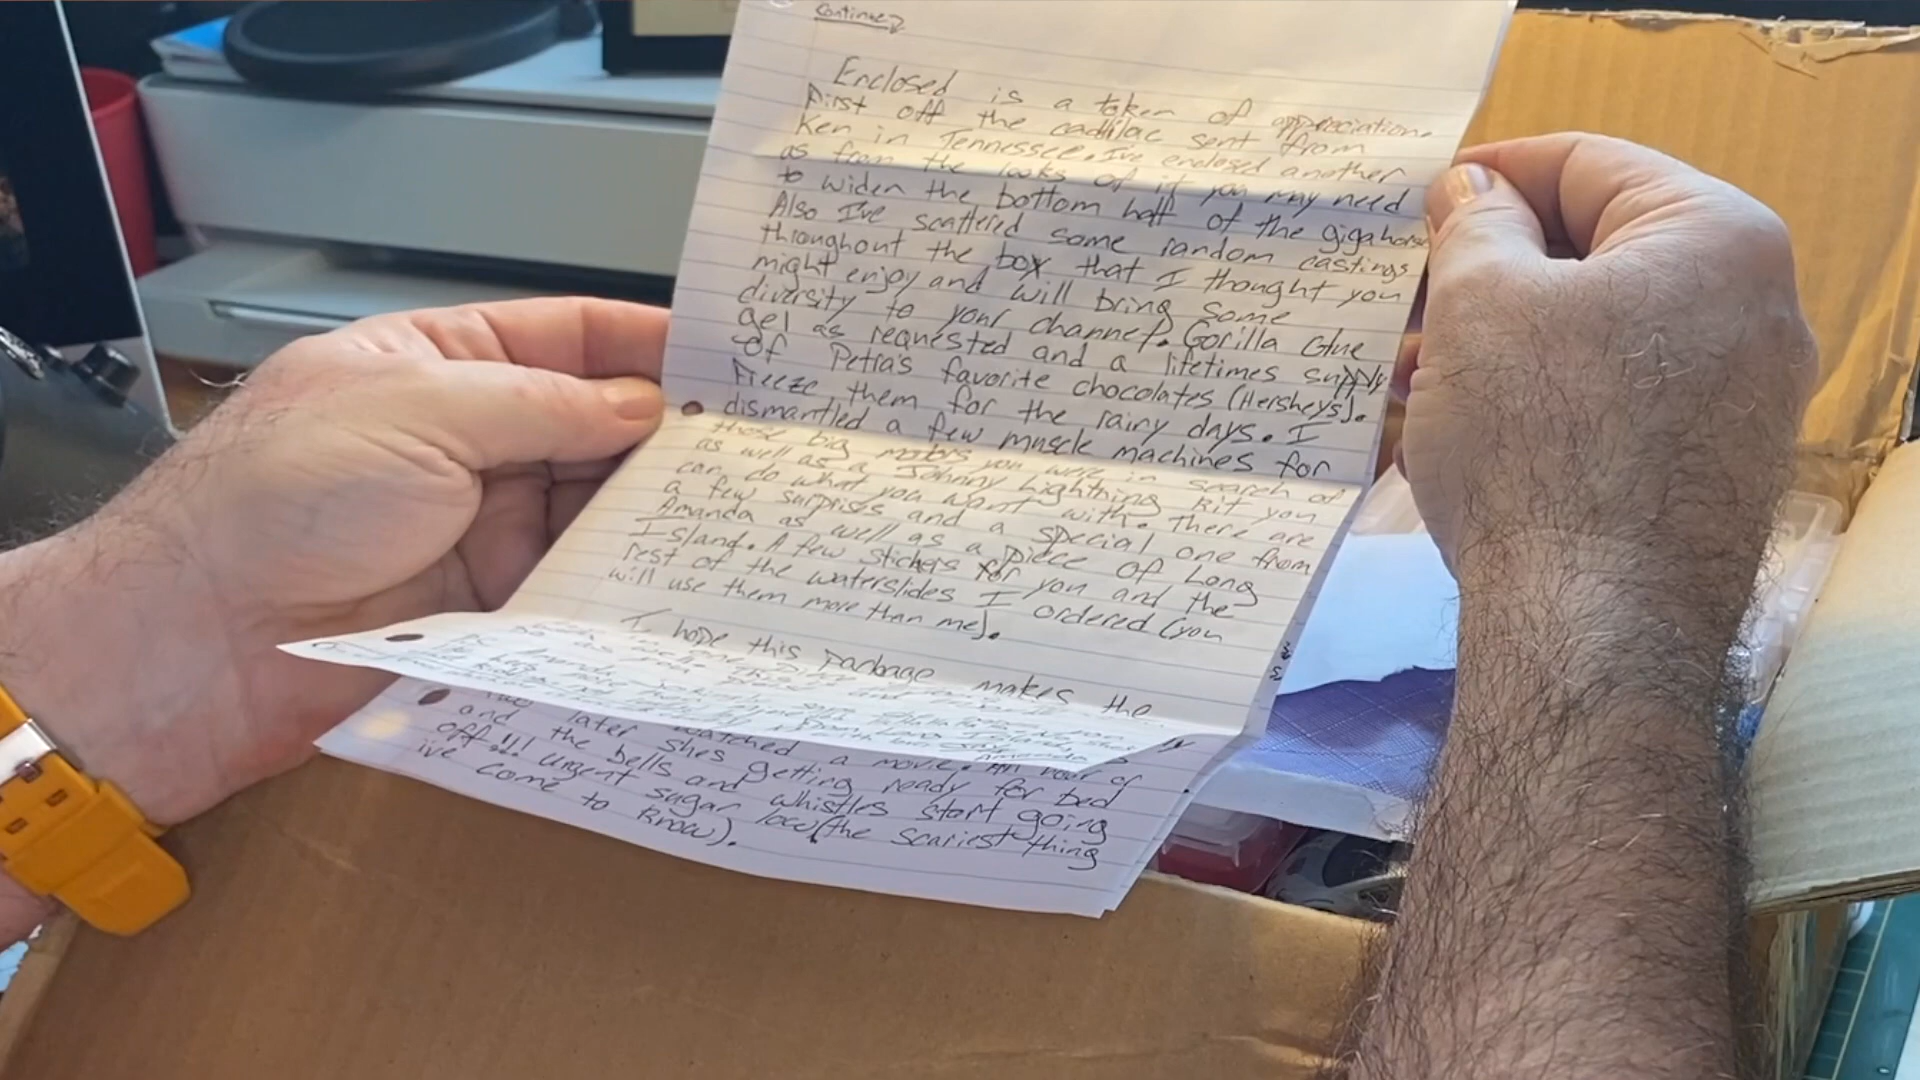 Continue
Enclosed is a token of appreciation.
First off the cadilac sent from
Ken in Tennessee. I've enclosed another
as from the looks of it you may need
to widen the bottom half of the gigahorse
Also I've scattered some random castings
throughout the box that I thought you
might enjoy and will bring some
diversity to your channel. Gorilla Glue
gel as requested and a lifetimes supply
of Petra's favorite chocolates (Hersheys).
Freeze them for the rainy days. I
dismantled a few muscle machines for
those big motors you were in search of
as well as a Johnny Lightning kit you
can do what you want with. There are
a few surprises and a special one from
Amanda as well as a piece of Long
Island. A few stickers for you and the
rest of the waterslides I ordered (you
will use them more than me).
I hope this package makes the
later shes getting ready for bed
watched a movie. An hour or
and the bells and whistles start going
off!!! Urgent sugar low (the scariest thing
ive come to know).